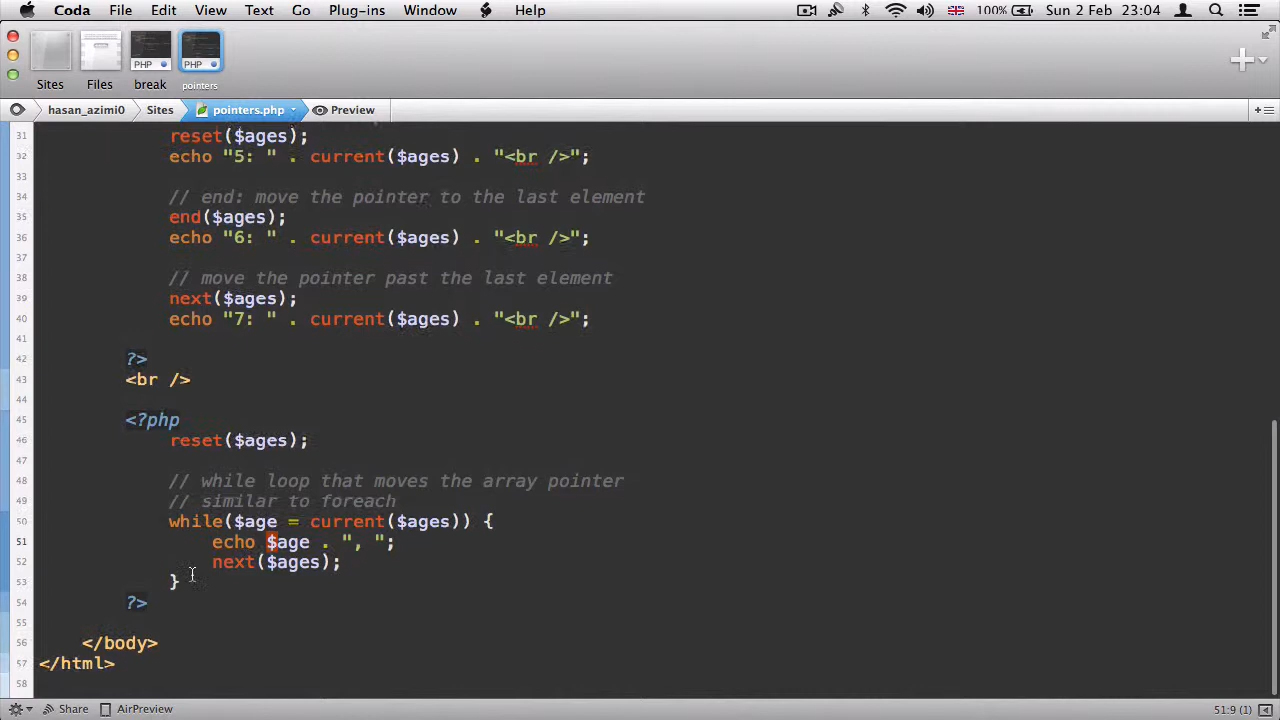 Coda File Edit View Text Go Plug-ins Window Help 100% Sun 2 Feb 23:04
PHP PHP
Sites Files break pointers
hasan_azimi0 Sites pointers.php Preview
31 reset($ages);
32 echo "5: " . current($ages) . "<br />";
33
34 // end: move the pointer to the last element
35 end($ages);
36 echo "6: " . current($ages) . "<br />";
37
38 // move the pointer past the last element
39 next($ages);
40 echo "7: " . current($ages) . "<br />";
41
42 ?>
43 <br />
44
45 <?php
46 reset($ages);
47
48 // while loop that moves the array pointer
49 // similar to foreach
50 while($age = current($ages)) {
51 echo $age . ", ";
52 next($ages);
53 }
54 ?>
55
56 </body>
57 </html>
58
Share AirPreview 51:9 (1)